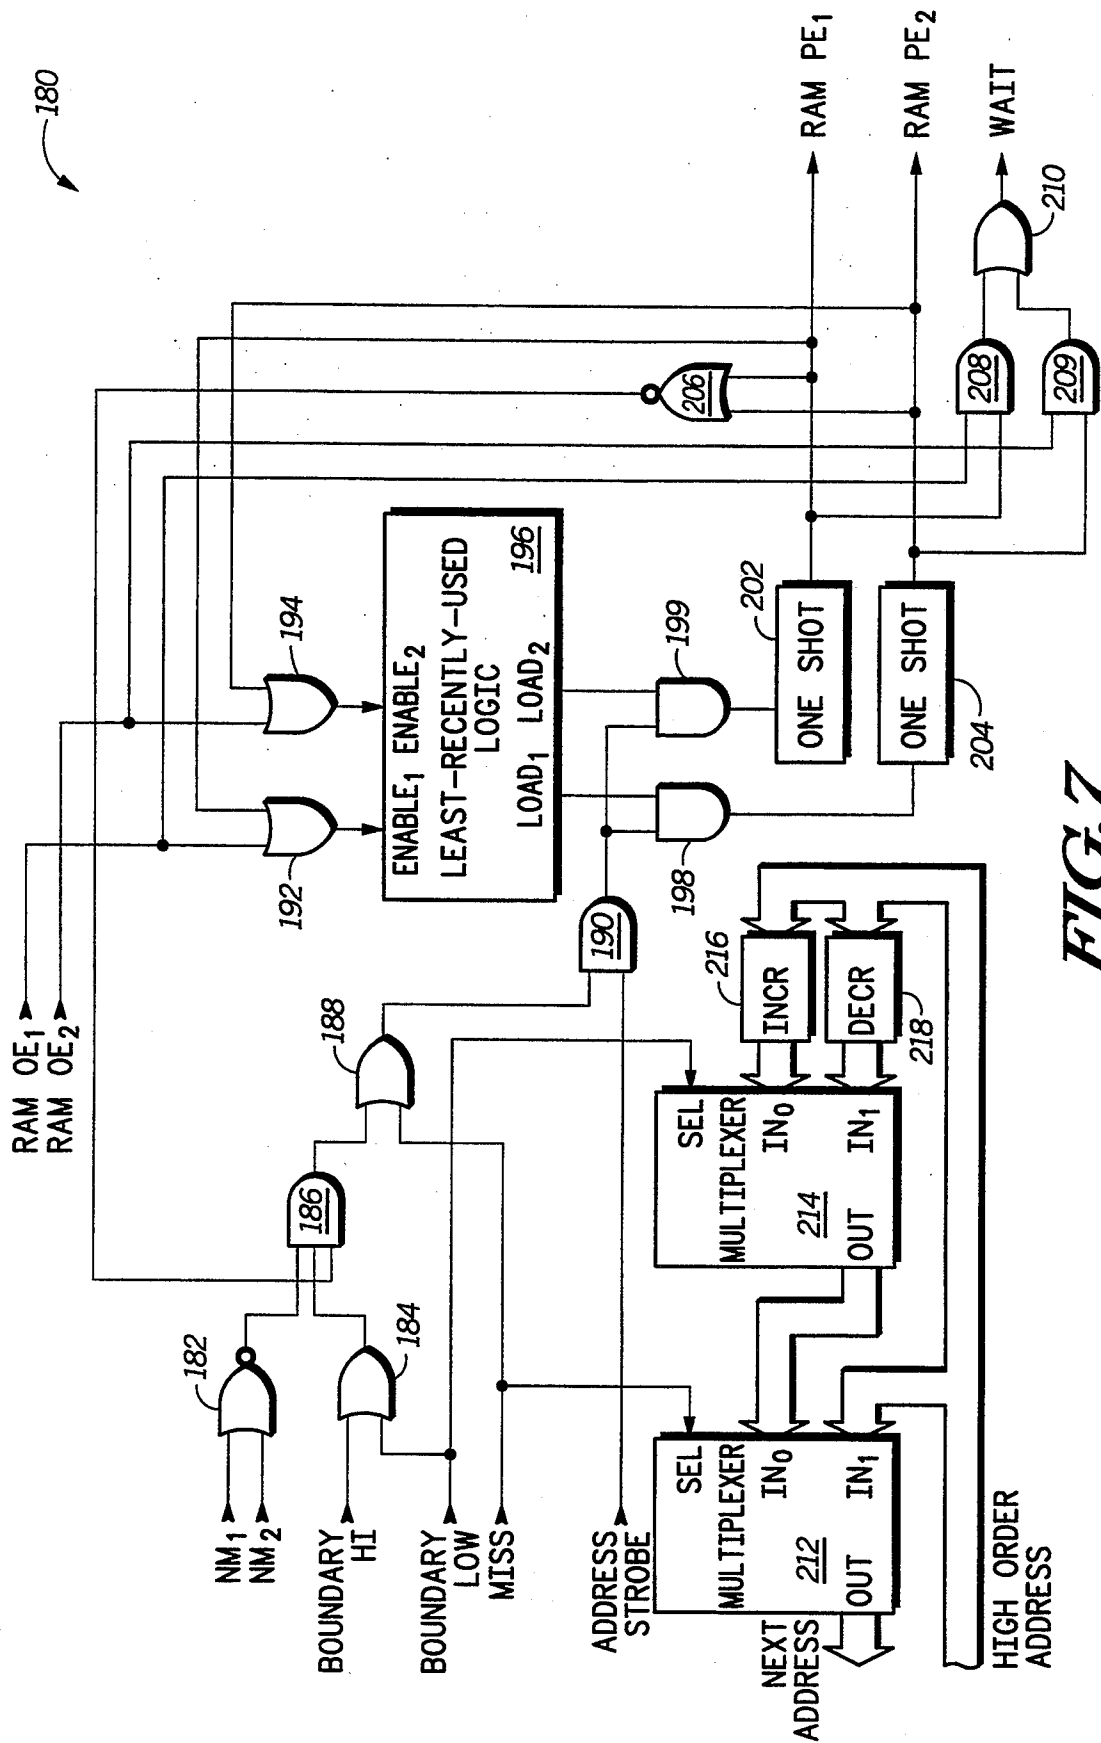 180
RAM OE1
RAM OE2
NM1
NM2
BOUNDARY
HI
BOUNDARY
LOW
MISS
ADDRESS
STROBE
182
184
186
188
190
192
194
ENABLE1 ENABLE2
LEAST-RECENTLY-USED
LOGIC
196
LOAD1 LOAD2
198
199
202
ONE SHOT
ONE SHOT
204
206
208
209
210
RAM PE1
RAM PE2
WAIT
SEL
MULTIPLEXER
IN0
212
OUT
IN1
SEL
MULTIPLEXER
IN0
214
OUT
IN1
216
INCR
DECR
218
NEXT
ADDRESS
HIGH ORDER
ADDRESS
FIG.7